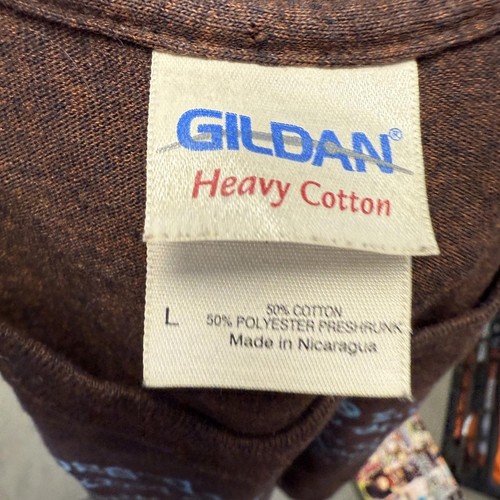 GILDAN®
Heavy Cotton
L
50% COTTON
50% POLYESTER PRESHRUNK
Made in Nicaragua